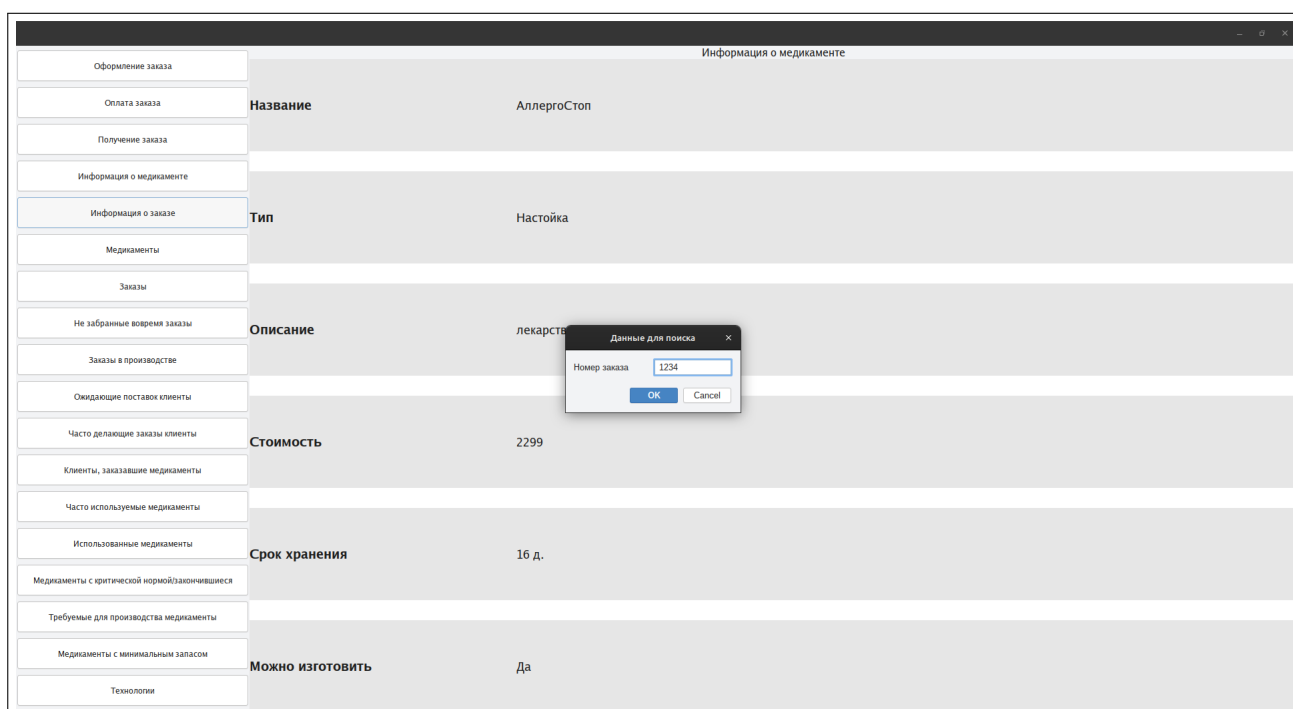 Информация о медикаменте
Оформление заказа
Оплата заказа
Получение заказа
Информация о медикаменте
Информация о заказе
Медикаменты
Заказы
Не забранные вовремя заказы
Заказы в производстве
Ожидающие поставок клиенты
Часто делающие заказы клиенты
Клиенты, заказавшие медикаменты
Часто используемые медикаменты
Использованные медикаменты
Медикаменты с критической нормой/закончившиеся
Требуемые для производства медикаменты
Медикаменты с минимальным запасом
Технологии
Название АллергоСтоп
Тип Настойка
Описание
Стоимость 2299
Срок хранения 16 д.
Можно изготовить Да
Данные для поиска
Номер заказа 1234
OK Cancel